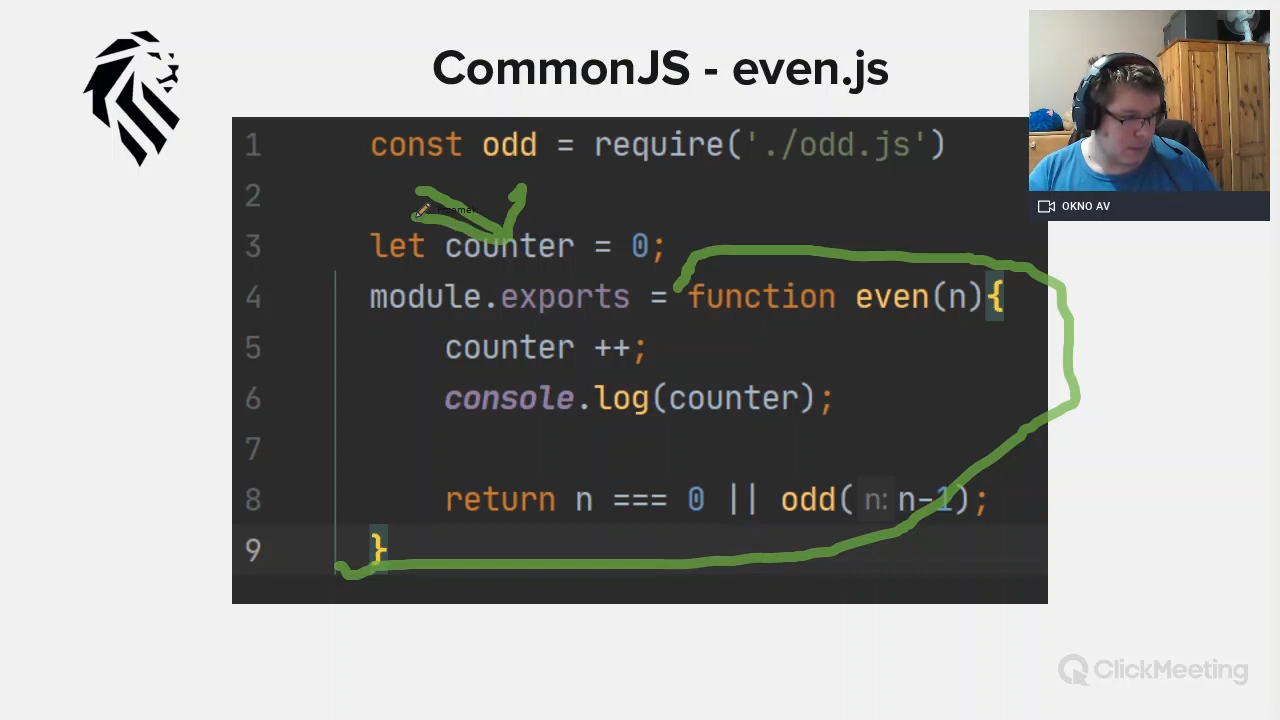 CommonJS - even.js
OKNO AV
1 const odd = require('./odd.js')
2
3 let counter = 0;
4 module.exports = function even(n){
5 counter ++;
6 console.log(counter);
7
8 return n === 0 || odd( n: n-1);
9 }
ClickMeeting